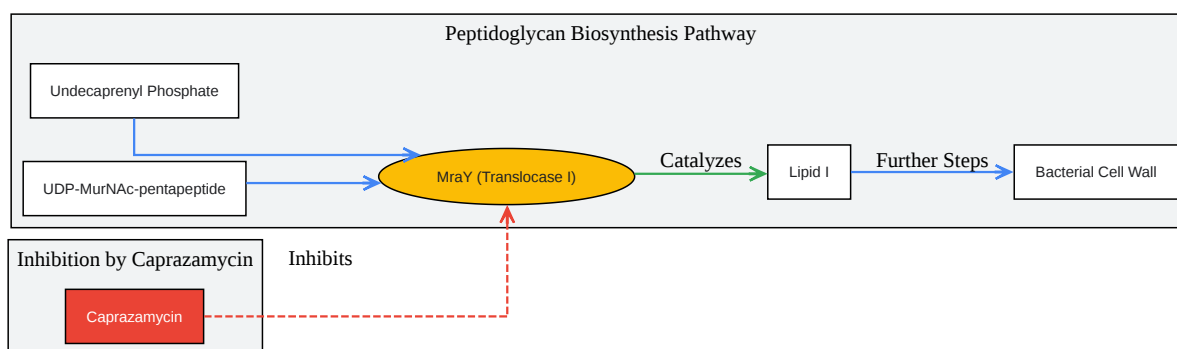 Peptidoglycan Biosynthesis Pathway
Undecaprenyl Phosphate
UDP-MurNAc-pentapeptide
MraY (Translocase I)
Catalyzes
Lipid I
Further Steps
Bacterial Cell Wall
Inhibition by Caprazamycin
Inhibits
Caprazamycin